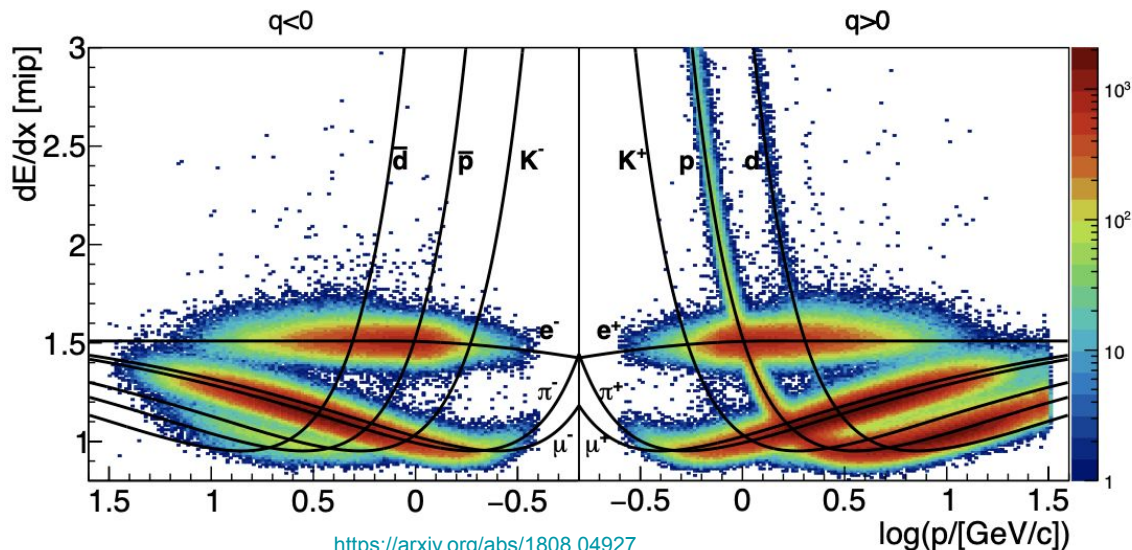 q<0 q>0
dE/dx [mip]
3
2.5
2
1.5
1
d̅ p̅ K⁻ K⁺ p d
e⁻ e⁺
π⁻ π⁺
μ⁻ μ⁺
10³
10²
10
1
1.5 1 0.5 0 −0.5 −0.5 0 0.5 1 1.5
log(p/[GeV/c])
https://arxiv.org/abs/1808.04927